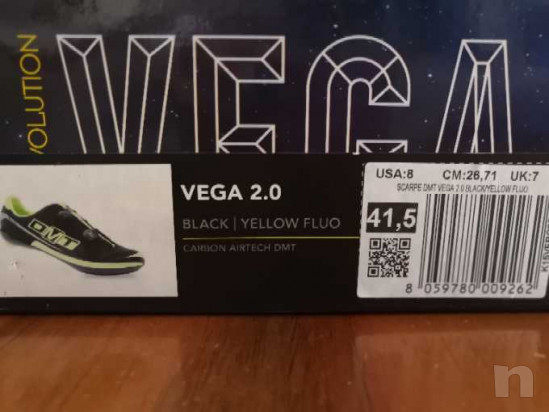 VOLUTION
VEGA
DMT
VEGA 2.0
BLACK | YELLOW FLUO
CARBON AIRTECH DMT
USA:8 CM:26,71 UK:7
SCARPE DMT VEGA 2.0 BLACK/YELLOW FLUO
41,5
8 059780 009262
n